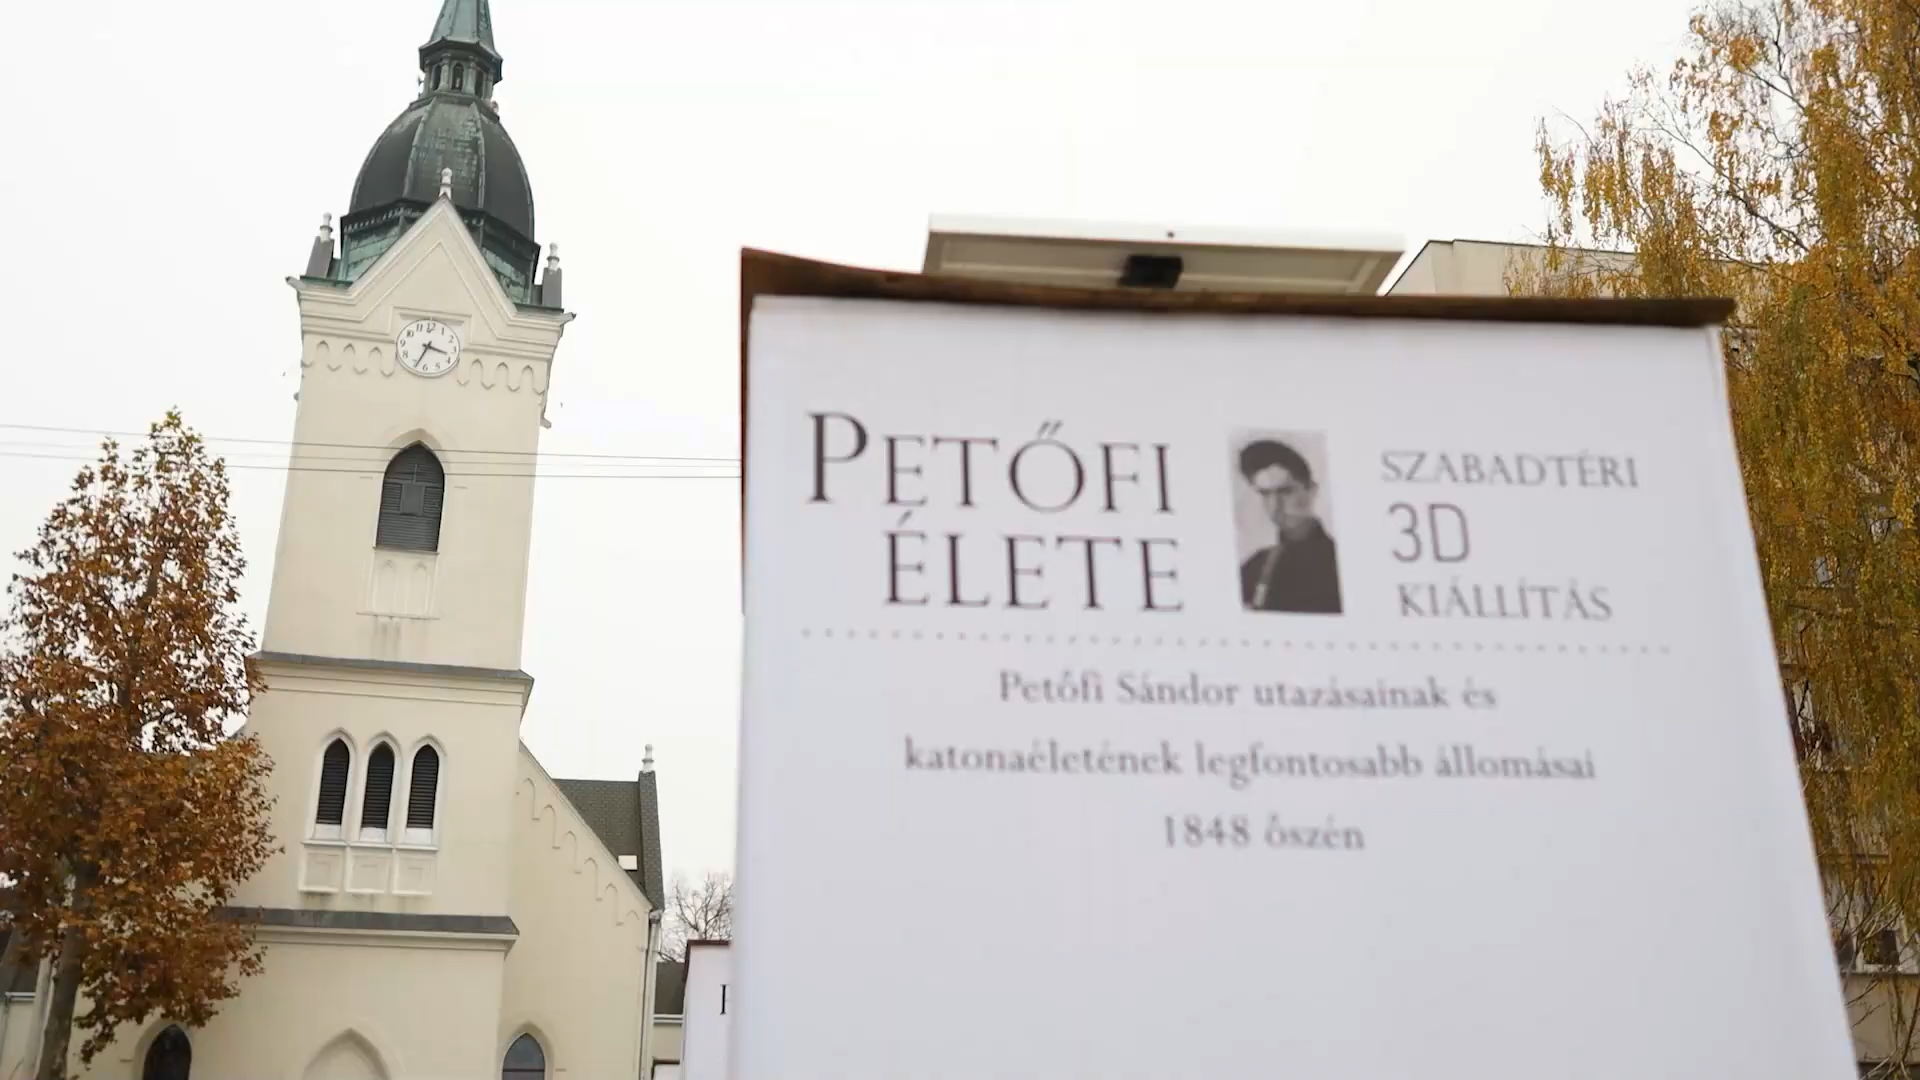 PETŐFI
ÉLETE
SZABADTÉRI
3D
KIÁLLÍTÁS
Petőfi Sándor utazásainak és
katonaéletének legfontosabb állomásai
1848 őszén